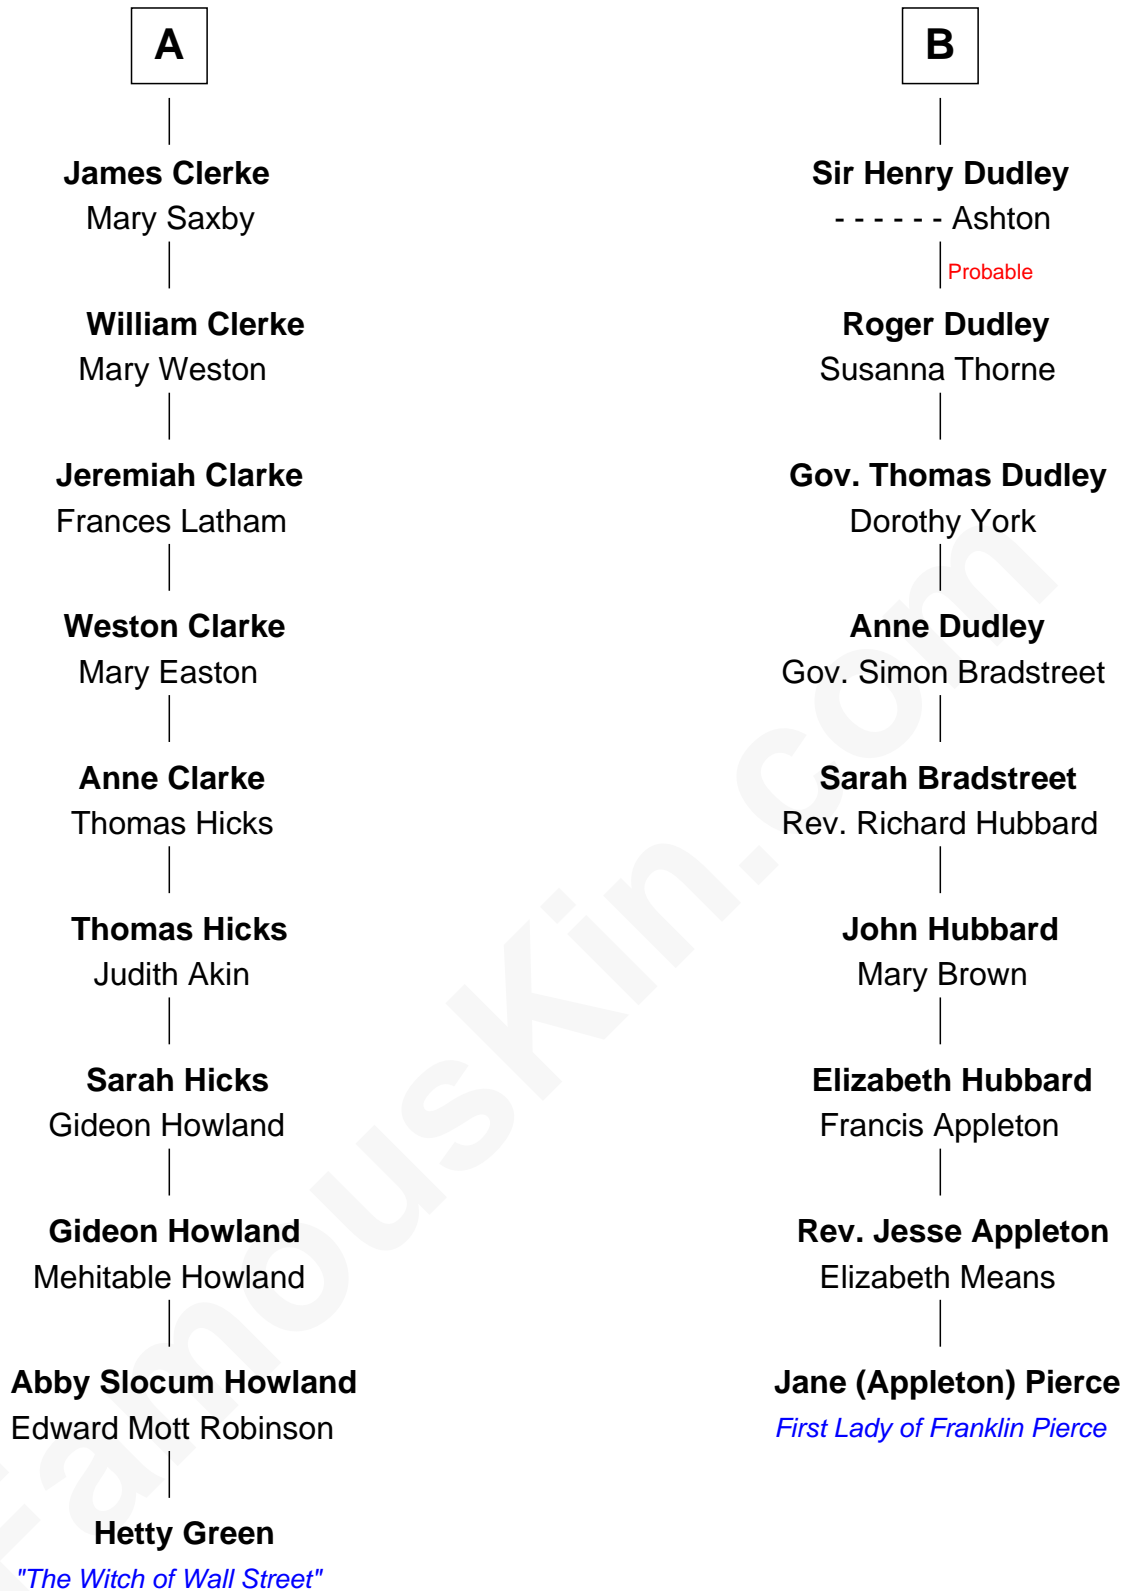 A
James Clerke
Mary Saxby
William Clerke
Mary Weston
Jeremiah Clarke
Frances Latham
Weston Clarke
Mary Easton
Anne Clarke
Thomas Hicks
Thomas Hicks
Judith Akin
Sarah Hicks
Gideon Howland
Gideon Howland
Mehitable Howland
Abby Slocum Howland
Edward Mott Robinson
Hetty Green
"The Witch of Wall Street"
B
Sir Henry Dudley
- - - - - - Ashton
Probable
Roger Dudley
Susanna Thorne
Gov. Thomas Dudley
Dorothy York
Anne Dudley
Gov. Simon Bradstreet
Sarah Bradstreet
Rev. Richard Hubbard
John Hubbard
Mary Brown
Elizabeth Hubbard
Francis Appleton
Rev. Jesse Appleton
Elizabeth Means
Jane (Appleton) Pierce
First Lady of Franklin Pierce
FamousKin.com